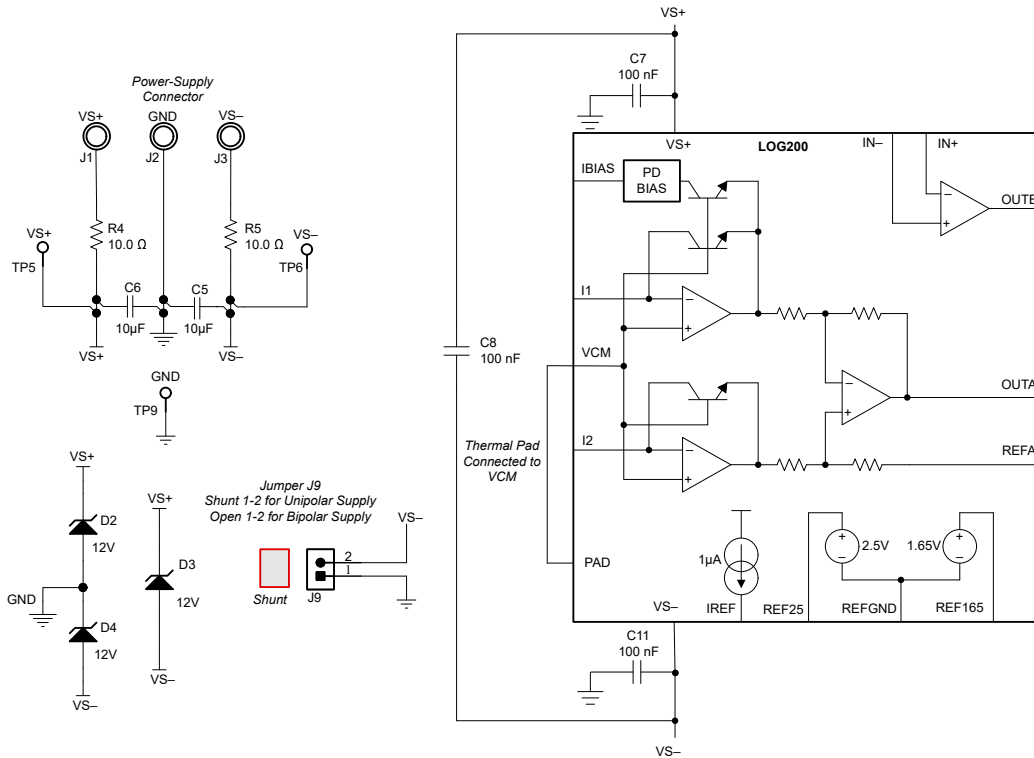 Power-Supply
Connector
VS+
GND
VS–
J1
J2
J3
R4
10.0 Ω
R5
10.0 Ω
VS+
TP5
VS–
TP6
C6
10µF
C5
10µF
VS+
VS–
GND
TP9
VS+
D2
12V
GND
D4
12V
VS–
VS+
D3
12V
VS–
Jumper J9
Shunt 1-2 for Unipolar Supply
Open 1-2 for Bipolar Supply
Shunt
2
1
J9
VS–
VS+
C7
100 nF
C8
100 nF
VS+
LOG200
IN–
IN+
IBIAS
PD
BIAS
OUTB
I1
–
+
VCM
I2
–
+
–
+
–
+
OUTA
REFA
Thermal Pad
Connected to
VCM
PAD
1µA
+
–
2.5V
1.65V
+
–
VS–
IREF
REF25
REFGND
REF165
C11
100 nF
VS–